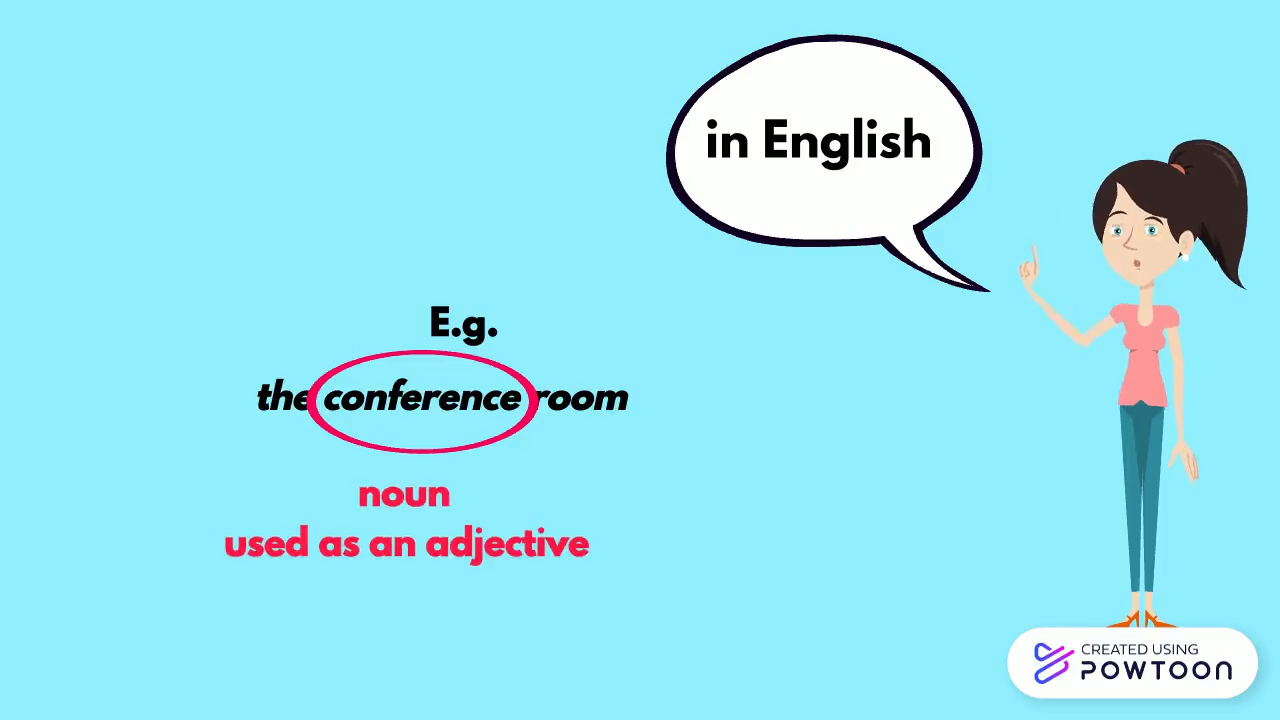 in English
E.g.
the conference room
noun
used as an adjective
CREATED USING
POWTOON